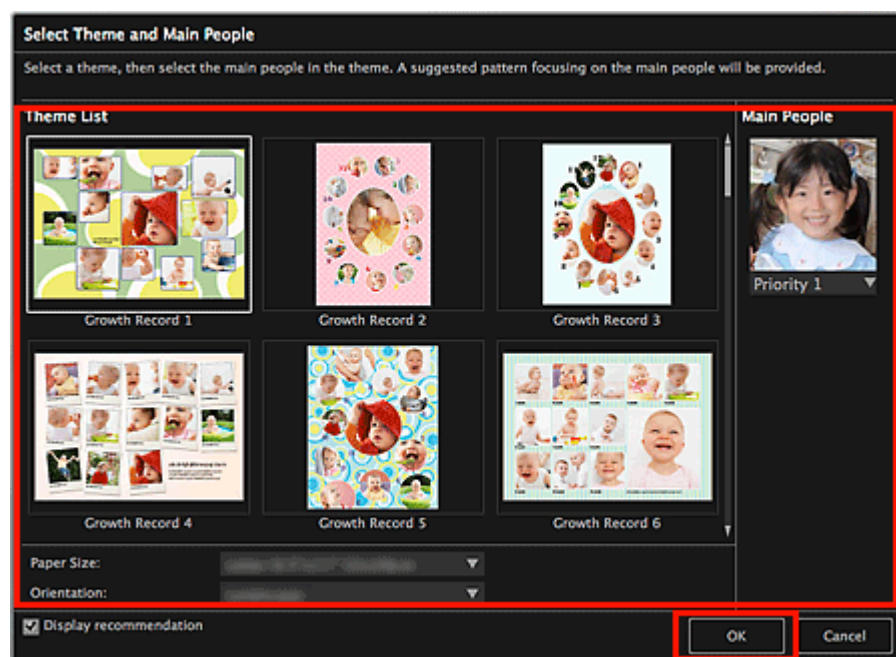 Select Theme and Main People
Select a theme, then select the main people in the theme. A suggested pattern focusing on the main people will be provided.
Theme List
Main People
Priority 1
Growth Record 1
Growth Record 2
Growth Record 3
Growth Record 4
Growth Record 5
Growth Record 6
Paper Size:
Orientation:
Display recommendation
OK
Cancel